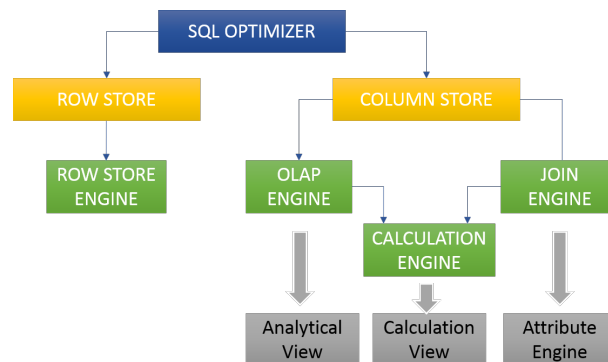 SQL OPTIMIZER
ROW STORE
COLUMN STORE
ROW STORE
ENGINE
OLAP
ENGINE
JOIN
ENGINE
CALCULATION
ENGINE
Analytical
View
Calculation
View
Attribute
Engine